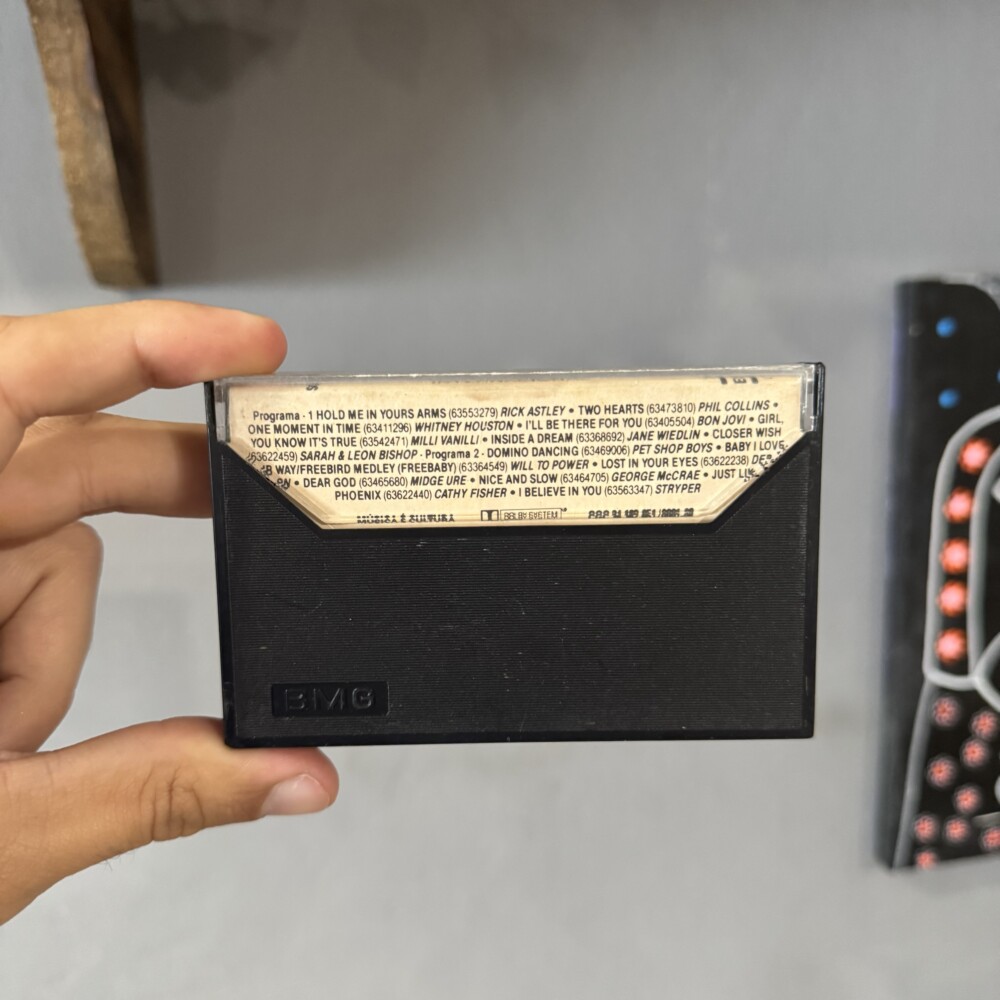 Programa - 1 HOLD ME IN YOURS ARMS (63553279) RICK ASTLEY • TWO HEARTS (63473810) PHIL COLLINS •
ONE MOMENT IN TIME (63411296) WHITNEY HOUSTON • I'LL BE THERE FOR YOU (63405504) BON JOVI • GIRL,
YOU KNOW IT'S TRUE (63542471) MILLI VANILLI • INSIDE A DREAM (63368692) JANE WIEDLIN • CLOSER WISH
63622459) SARAH & LEON BISHOP - Programa 2 - DOMINO DANCING (63469006) PET SHOP BOYS • BABY I LOVE
WAY/FREEBIRD MEDLEY (FREEBABY) (63364549) WILL TO POWER • LOST IN YOUR EYES (63622238)
• DEAR GOD (63465680) MIDGE URE • NICE AND SLOW (63464705) GEORGE McCRAE • JUST
PHOENIX (63622440) CATHY FISHER • I BELIEVE IN YOU (63563347) STRYPER
MÚSICA É CULTURA
BMG